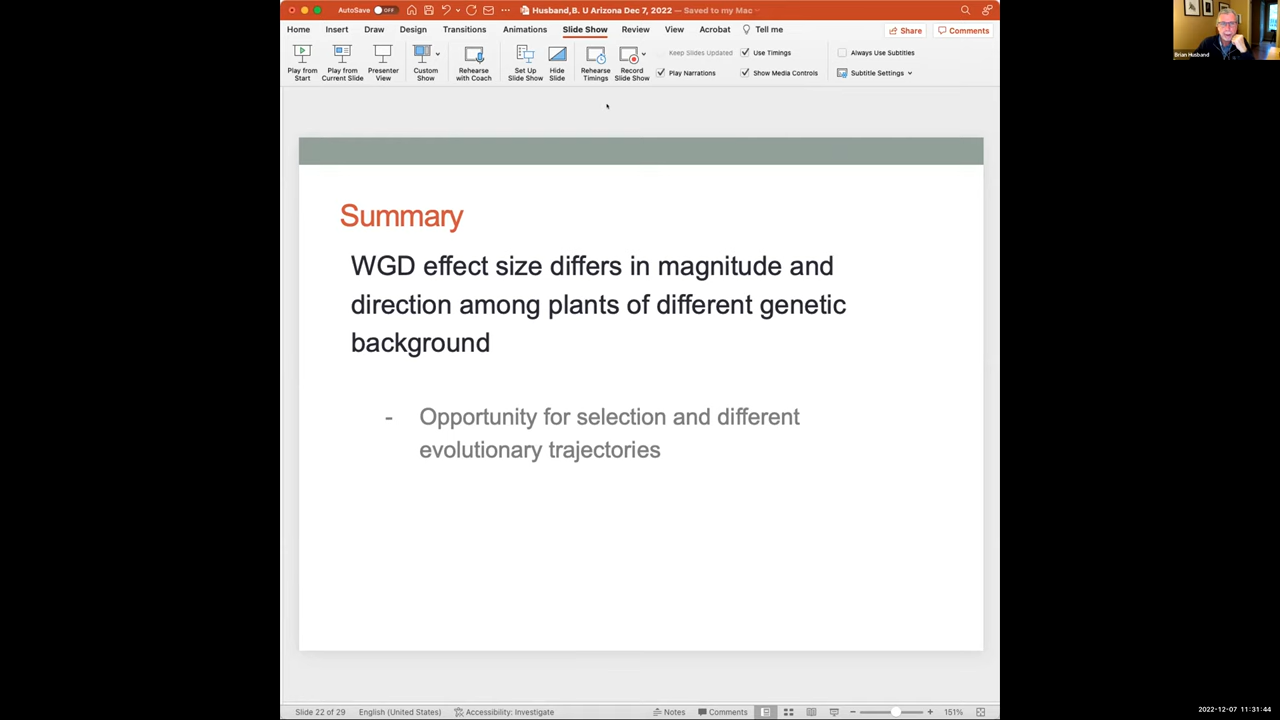 AutoSave OFF
Husband,B. U Arizona Dec 7, 2022 — Saved to my Mac
Home Insert Draw Design Transitions Animations Slide Show Review View Acrobat Tell me Share Comments
Play from Start
Play from Current Slide
Presenter View
Custom Show
Rehearse with Coach
Set Up Slide Show
Hide Slide
Rehearse Timings
Record Slide Show
Keep Slides Updated
Use Timings
Play Narrations
Show Media Controls
Always Use Subtitles
Subtitle Settings
Brian Husband
Summary
WGD effect size differs in magnitude and
direction among plants of different genetic
background
- Opportunity for selection and different
evolutionary trajectories
Slide 22 of 29 English (United States) Accessibility: Investigate Notes Comments 151%
2022-12-07 11:31:44